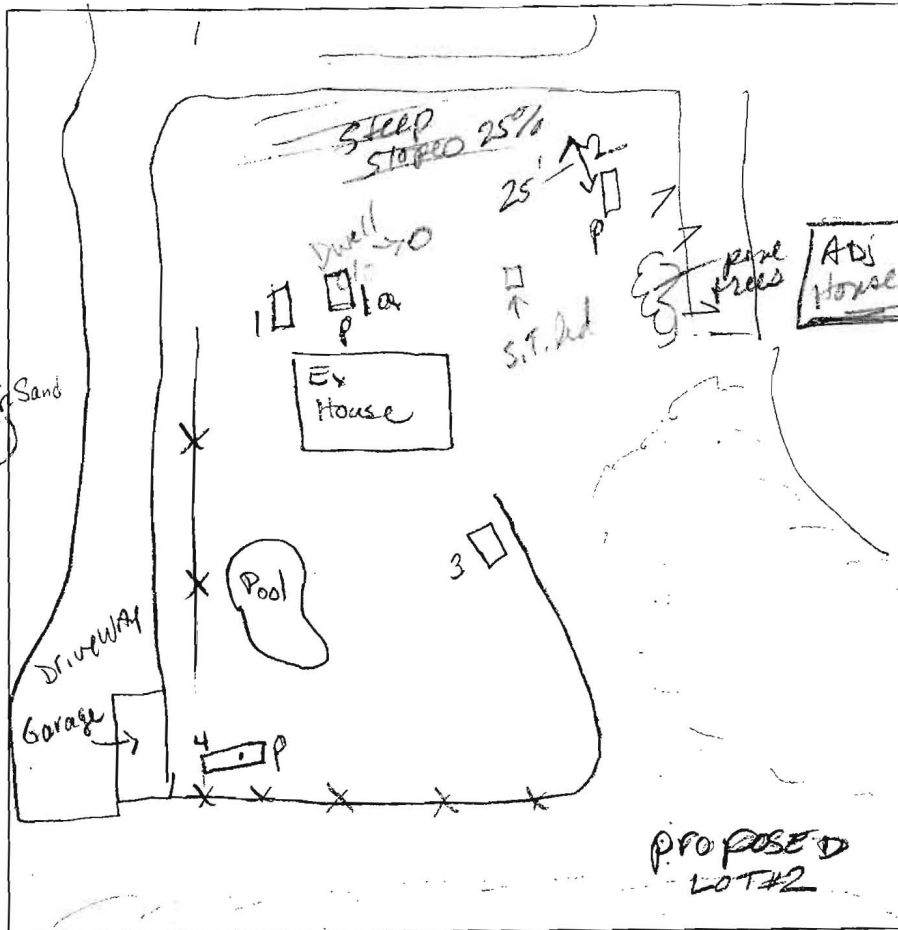 STEEP
SLOPED 25%
25'
2
P
Dwell
1
1a
P
S.T. Lid
pine
trees
ADJ
House
Sand
Ex
House
3
Pool
DRIVEWAY
Garage
4
P
PROPOSED
LOT #2